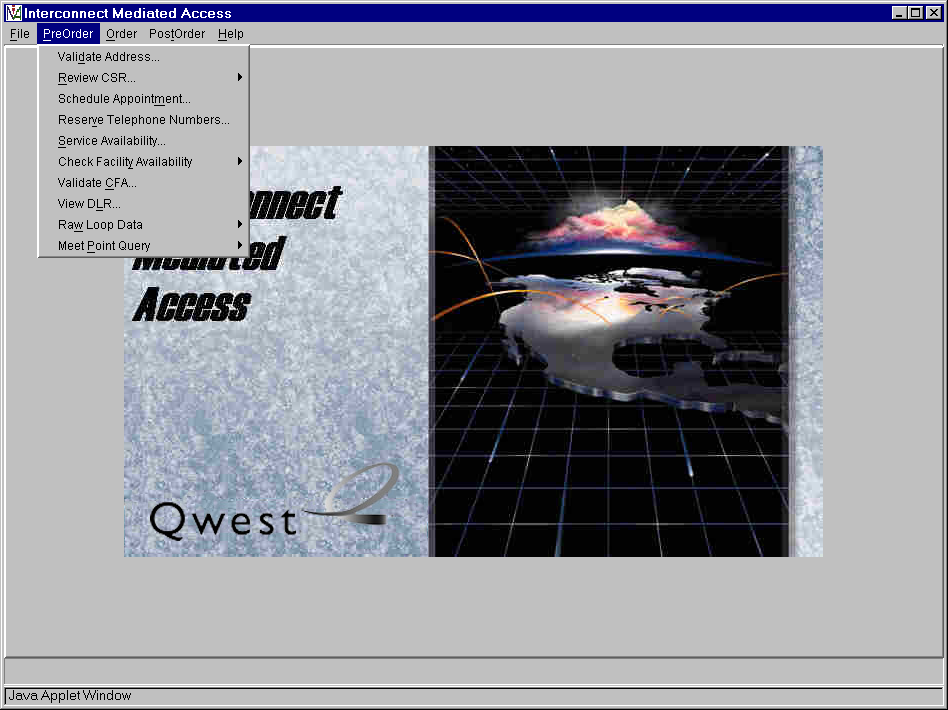 Interconnect Mediated Access
File PreOrder Order PostOrder Help
Validate Address...
Review CSR...
Schedule Appointment...
Reserve Telephone Numbers...
Service Availability...
Check Facility Availability
Validate CFA...
View DLR...
Raw Loop Data
Meet Point Query
nnect
Mediated
Access
Qwest
Java Applet Window